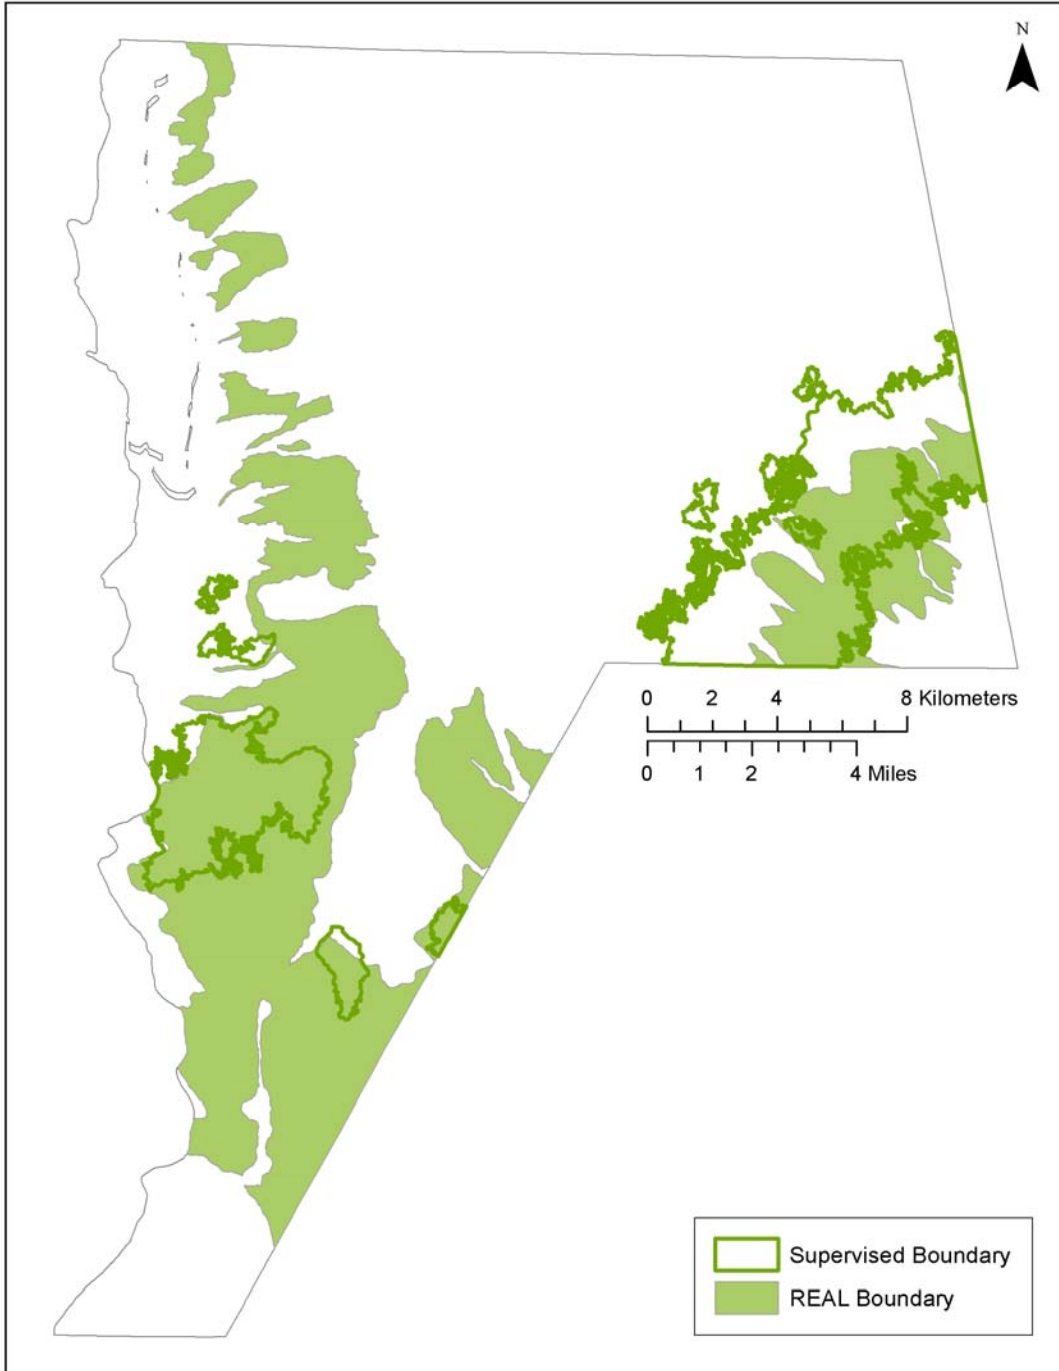 N
0 2 4 8 Kilometers
0 1 2 4 Miles
Supervised Boundary
REAL Boundary